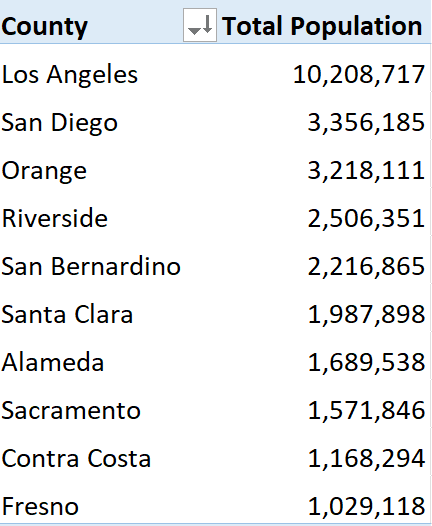 County Total Population
Los Angeles 10,208,717
San Diego 3,356,185
Orange 3,218,111
Riverside 2,506,351
San Bernardino 2,216,865
Santa Clara 1,987,898
Alameda 1,689,538
Sacramento 1,571,846
Contra Costa 1,168,294
Fresno 1,029,118